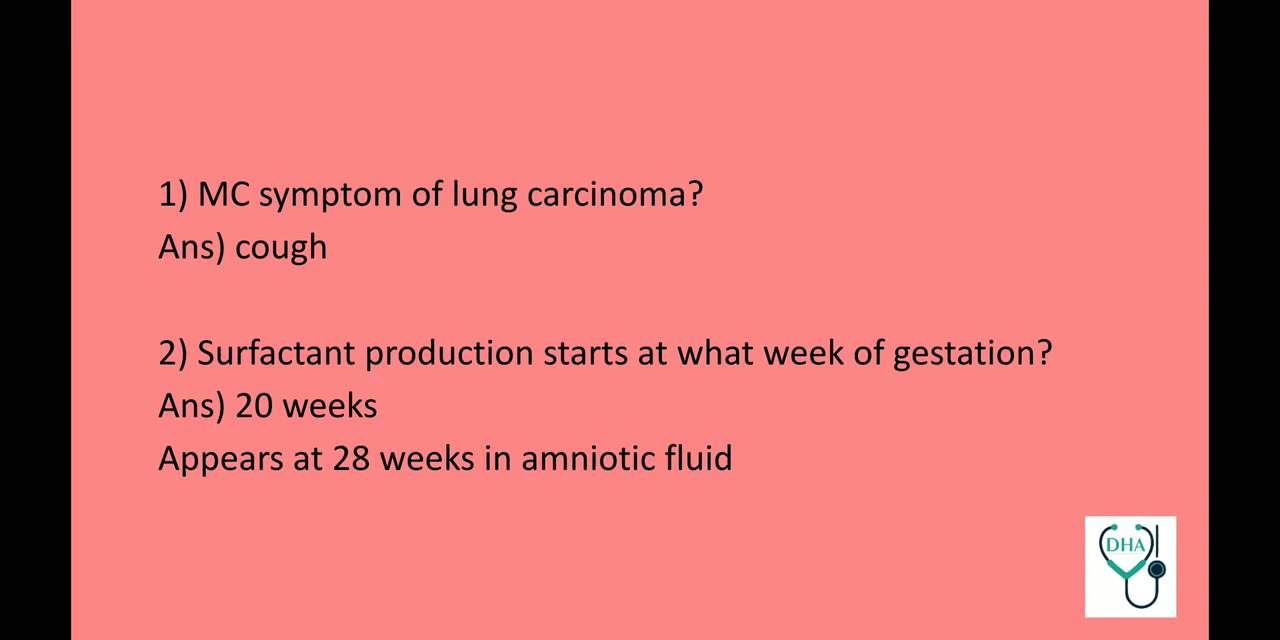 1) MC symptom of lung carcinoma?
Ans) cough
2) Surfactant production starts at what week of gestation?
Ans) 20 weeks
Appears at 28 weeks in amniotic fluid
DHA